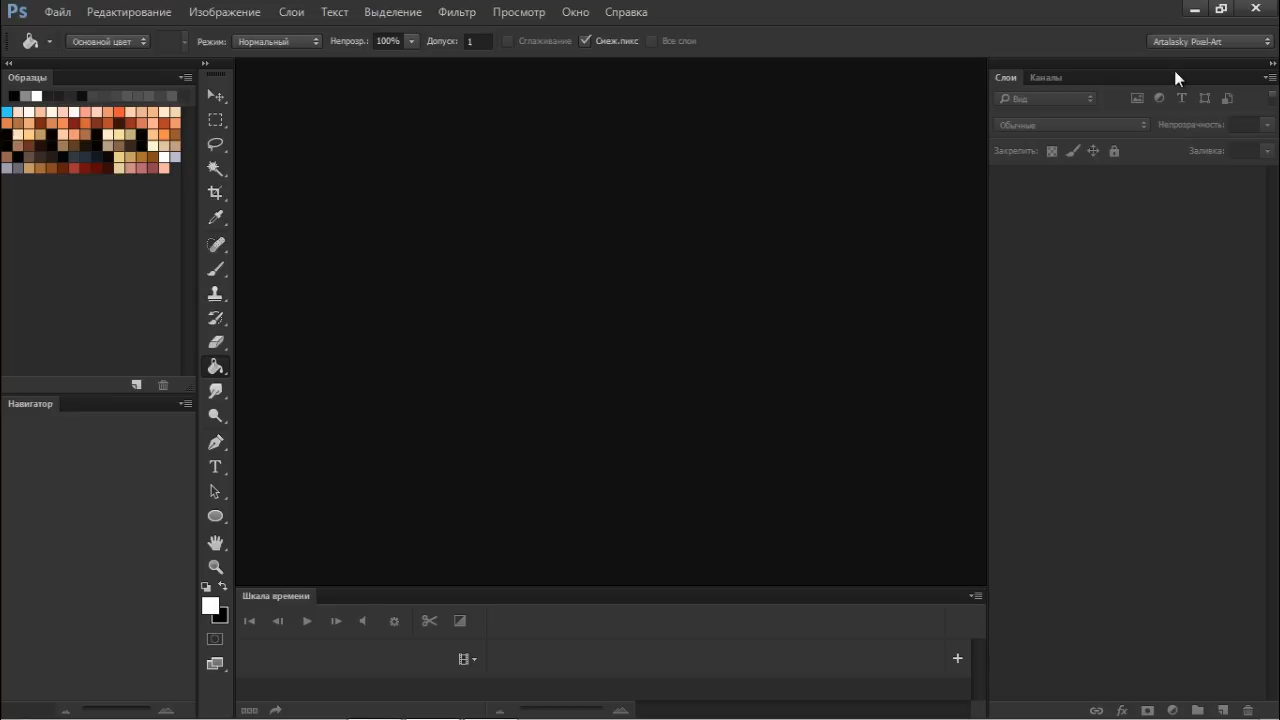 Ps Файл Редактирование Изображение Слои Текст Выделение Фильтр Просмотр Окно Справка
Основной цвет Режим: Нормальный Непрозр.: 100% Допуск: 1 Сглаживание Смеж.пикс Все слои Artalasky Pixel-Art
Образцы
Слои Каналы
Вид
Обычные Непрозрачность:
Закрепить: Заливка:
Навигатор
T
Шкала времени
fx